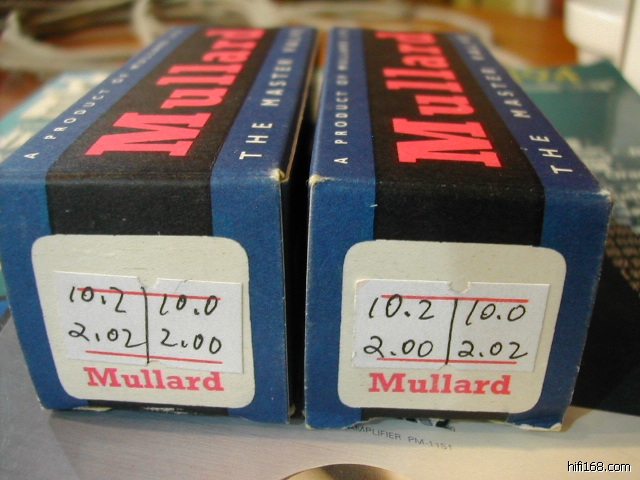 A PRODUCT OF MULLARD
Mullard
THE MASTER VALVE
10.2 | 10.0
2.02 | 2.00
Mullard
A PRODUCT OF MULLARD
Mullard
THE MASTER VALVE
10.2 | 10.0
2.00 | 2.02
Mullard
AMPLIFIER PM-11S1
hifi168.com